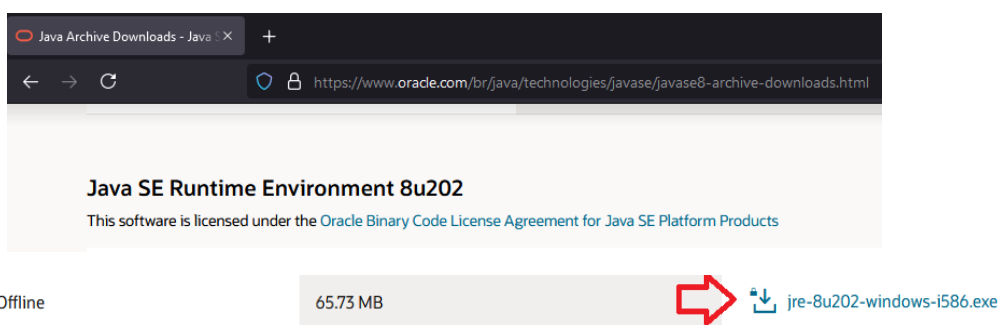 Java Archive Downloads - Java S
https://www.oracle.com/br/java/technologies/javase/javase8-archive-downloads.html
Java SE Runtime Environment 8u202
This software is licensed under the Oracle Binary Code License Agreement for Java SE Platform Products
Offline 65.73 MB jre-8u202-windows-i586.exe